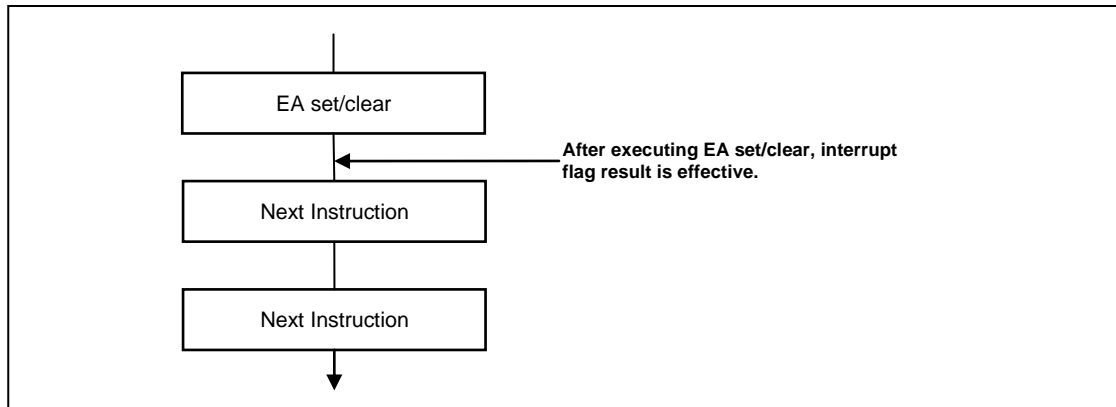 EA set/clear
After executing EA set/clear, interrupt
flag result is effective.
Next Instruction
Next Instruction